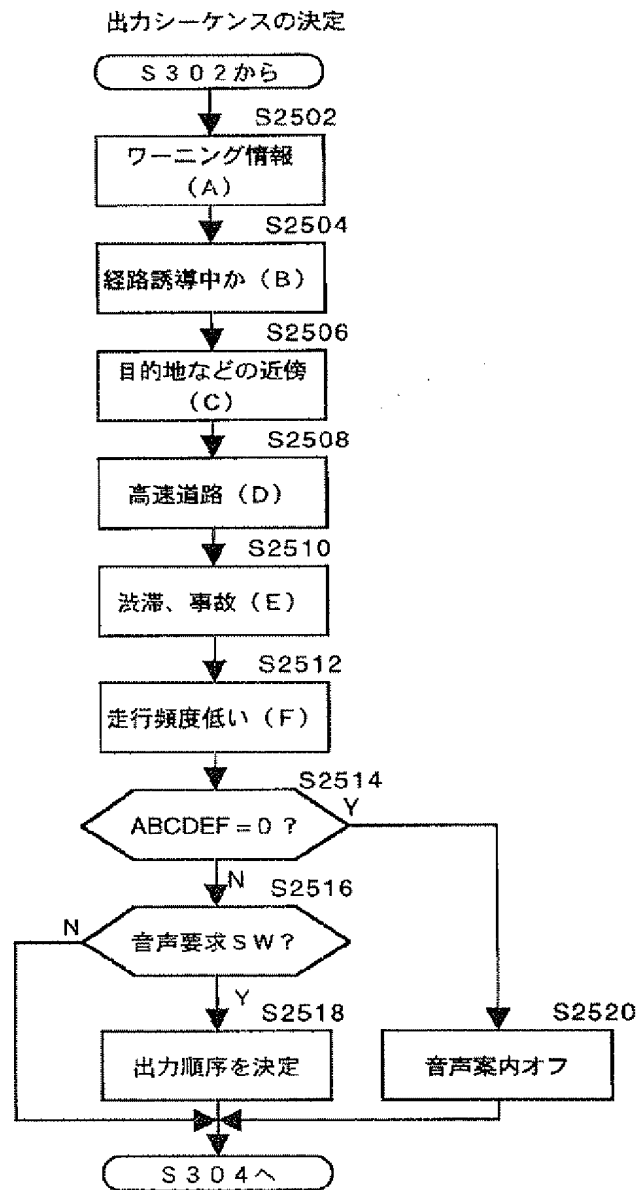 出力シーケンスの決定
S302から
S2502
ワーニング情報
(A)
S2504
経路誘導中か(B)
S2506
目的地などの近傍
(C)
S2508
高速道路(D)
S2510
渋滞、事故(E)
S2512
走行頻度低い(F)
S2514
ABCDEF=0?
Y
N
S2516
音声要求SW?
N
Y
S2518
出力順序を決定
S2520
音声案内オフ
S304へ